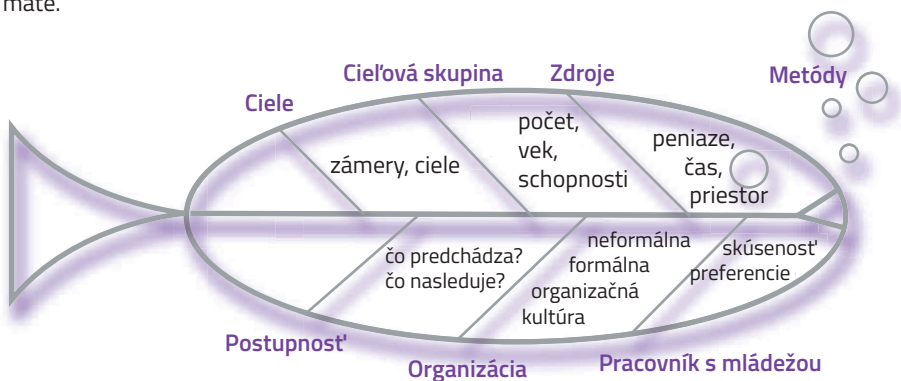 máte.
Cieľová skupina
Zdroje
Metódy
Ciele
zámery, ciele
počet,
vek,
schopnosti
peniaze,
čas,
priestor
čo predchádza?
čo nasleduje?
neformálna
formálna
organizačná
kultúra
skúsenosť
preferencie
Postupnosť
Organizácia
Pracovník s mládežou